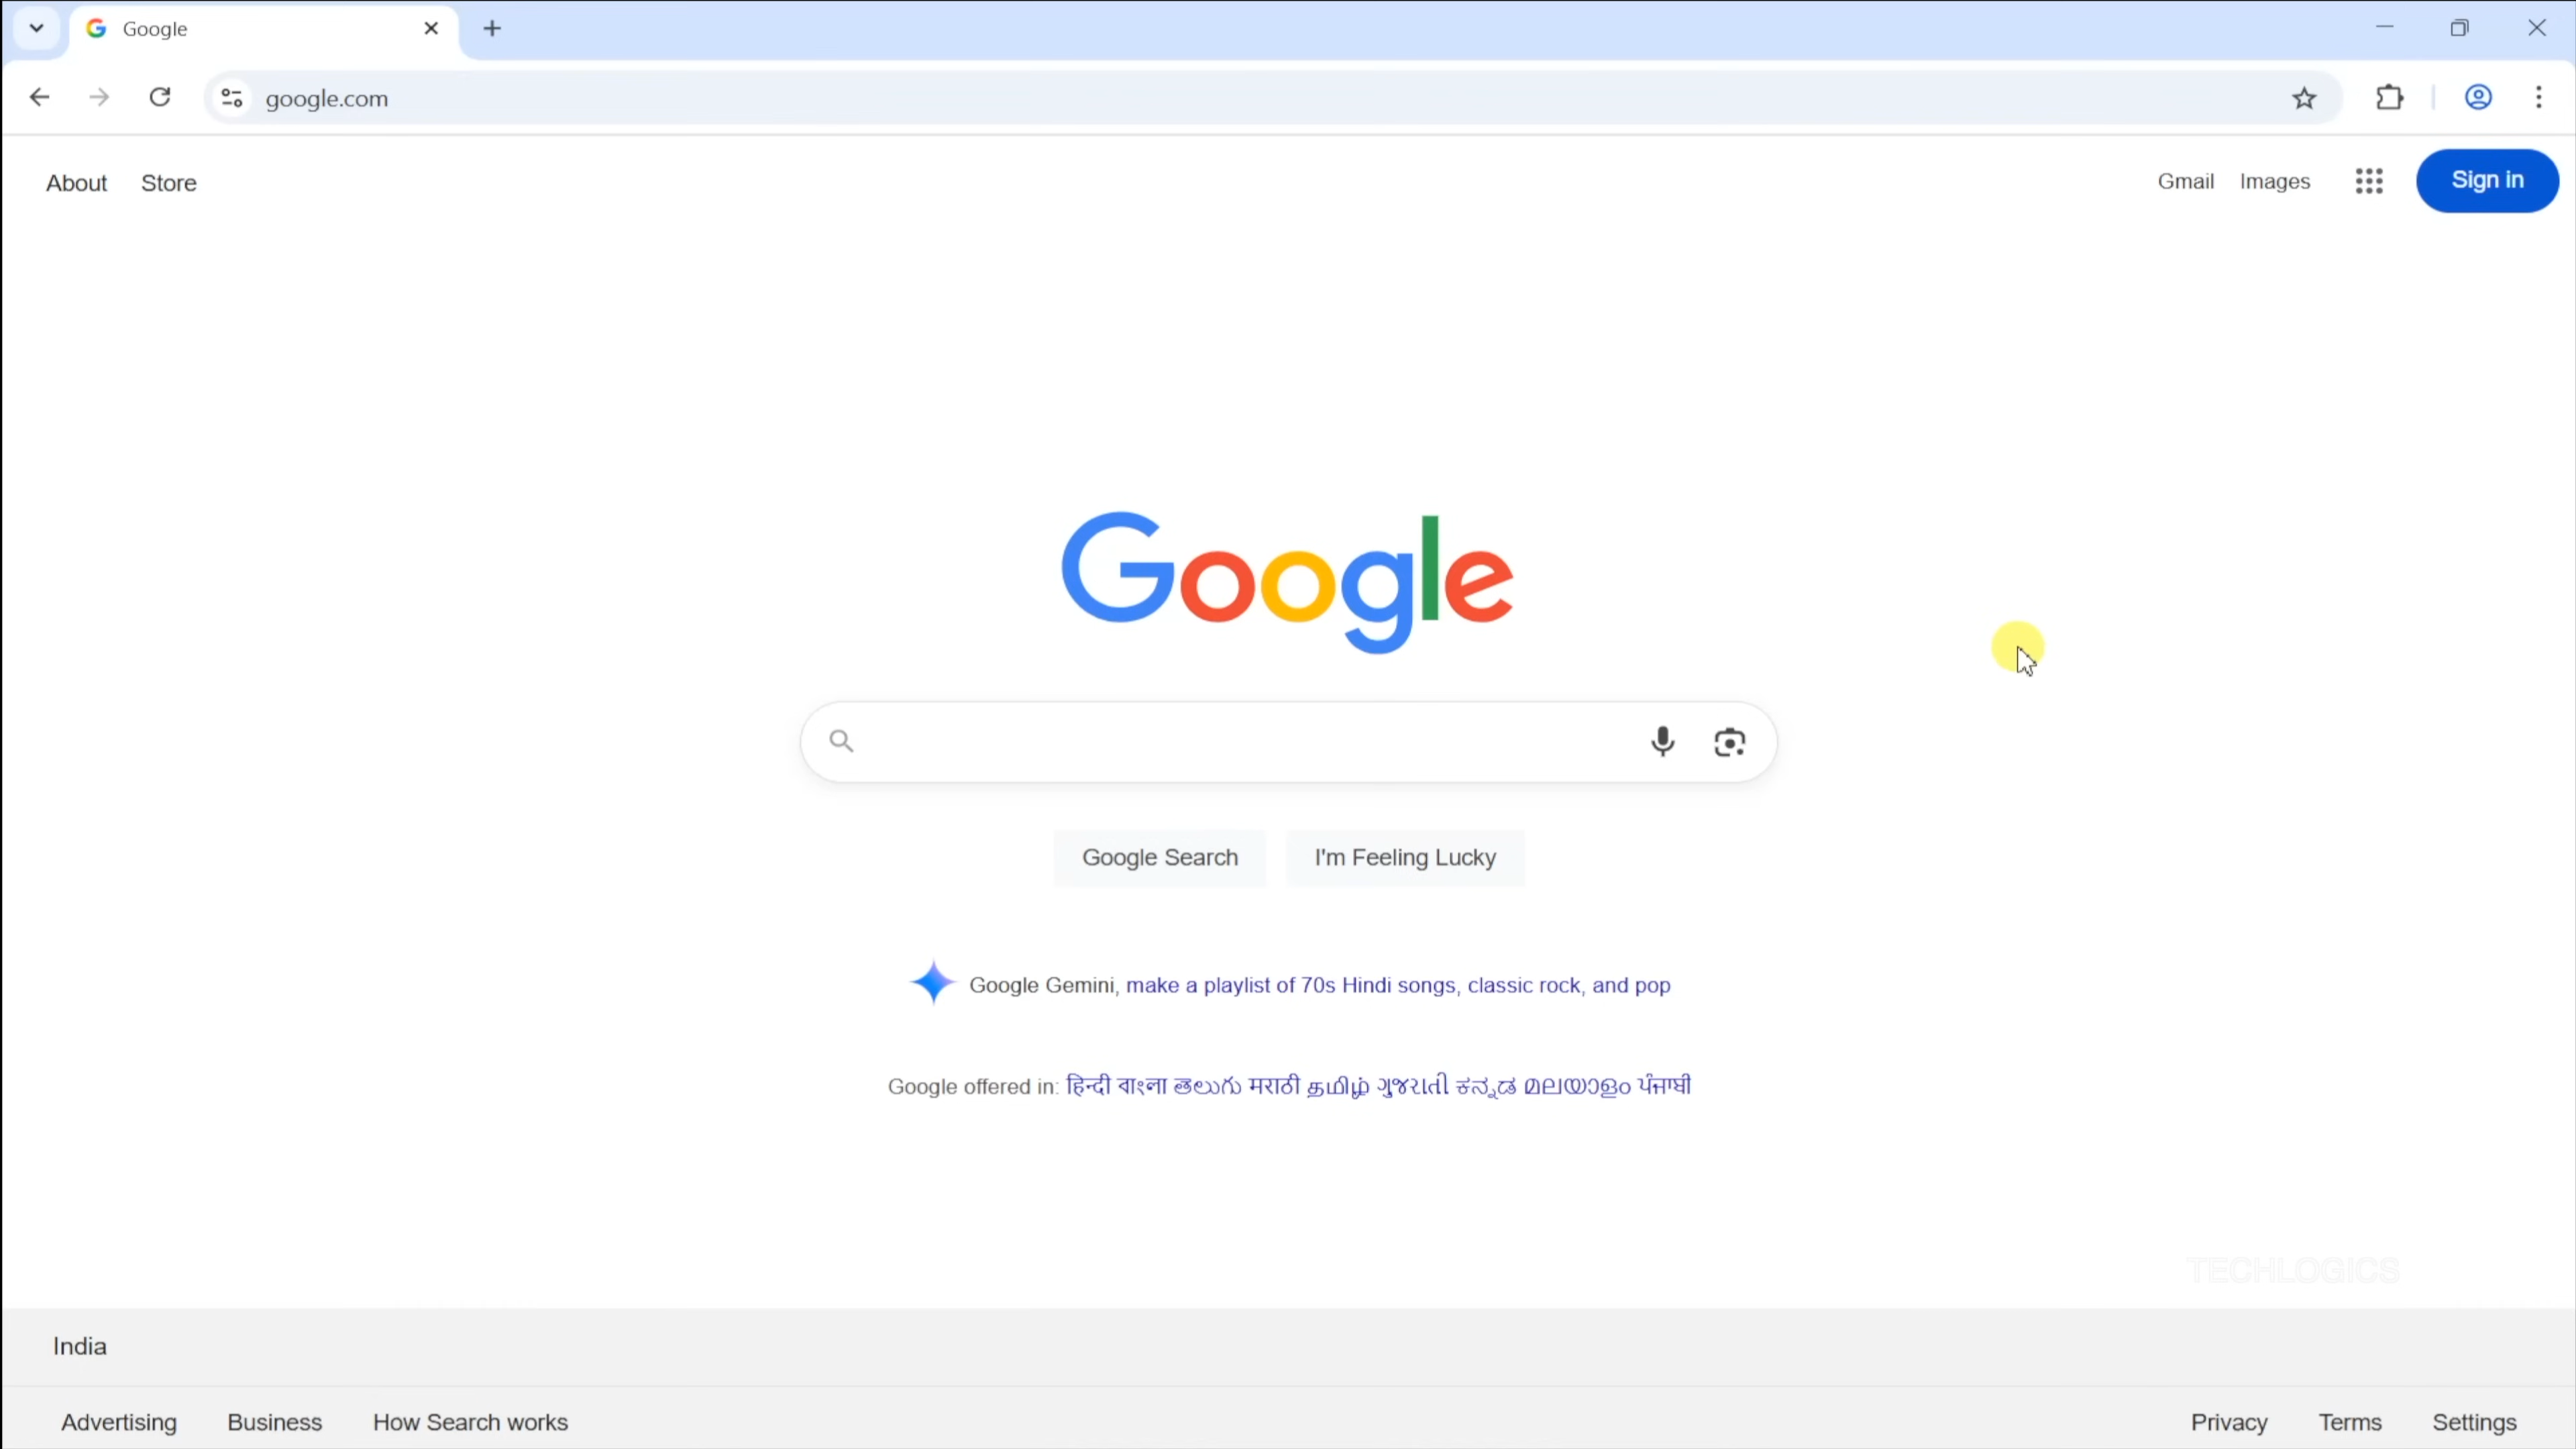 Google
google.com
About Store
Gmail Images Sign in
Google
Google Search I'm Feeling Lucky
Google Gemini, make a playlist of 70s Hindi songs, classic rock, and pop
Google offered in: हिन्दी বাংলা తెలుగు मराठी தமிழ் ગુજરાતી ಕನ್ನಡ മലയാളം ਪੰਜਾਬੀ
TECHLOGICS
India
Advertising Business How Search works Privacy Terms Settings